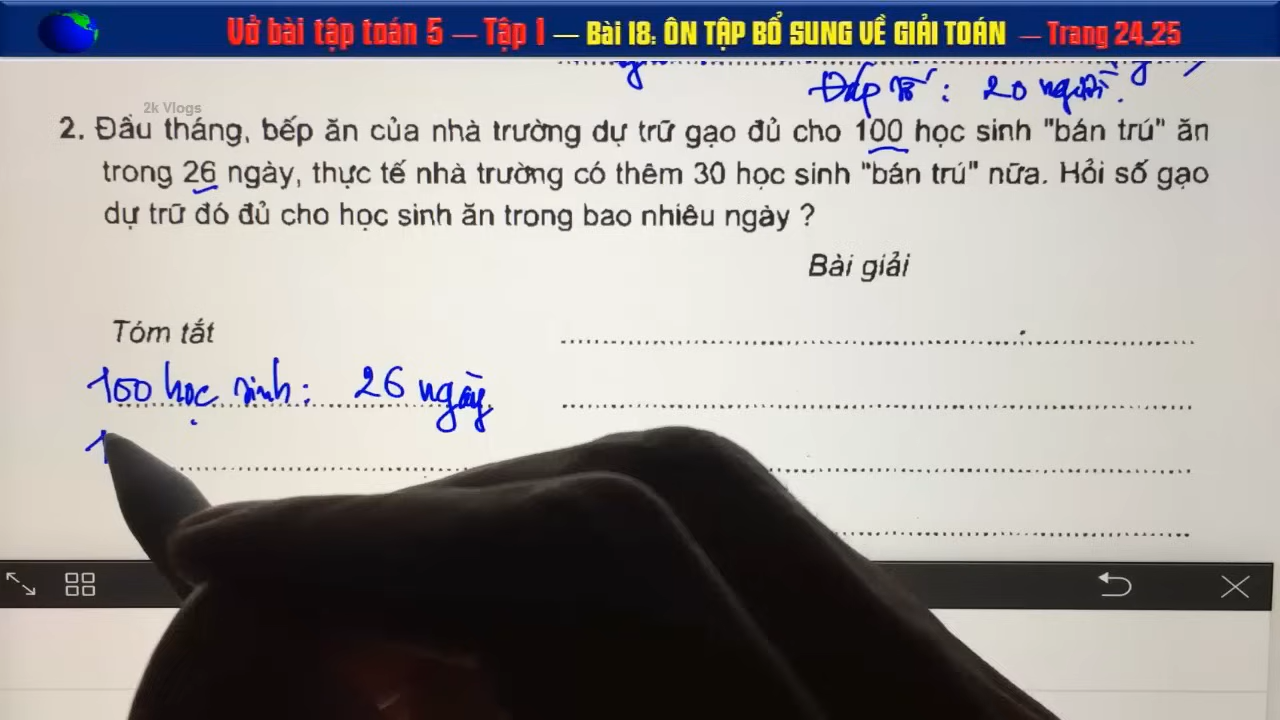 Vở bài tập toán 5 – Tập 1 – Bài 18: ÔN TẬP BỔ SUNG VỀ GIẢI TOÁN – Trang 24_25
Đáp số : 20 người.
2k Vlogs
2. Đầu tháng, bếp ăn của nhà trường dự trữ gạo đủ cho 100 học sinh "bán trú" ăn
trong 26 ngày, thực tế nhà trường có thêm 30 học sinh "bán trú" nữa. Hỏi số gạo
dự trữ đó đủ cho học sinh ăn trong bao nhiêu ngày ?
Bài giải
Tóm tắt
100 học sinh : 26 ngày
1